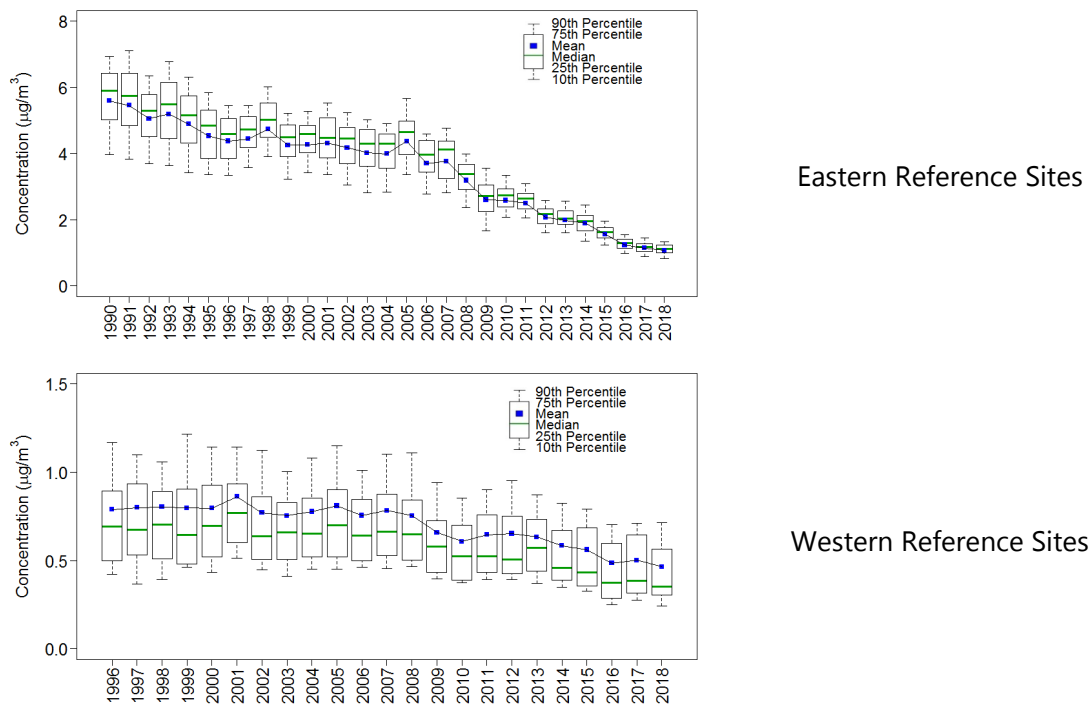 8
6
4
2
0
Concentration (µg/m³)
90th Percentile
75th Percentile
Mean
Median
25th Percentile
10th Percentile
1990 1991 1992 1993 1994 1995 1996 1997 1998 1999 2000 2001 2002 2003 2004 2005 2006 2007 2008 2009 2010 2011 2012 2013 2014 2015 2016 2017 2018
Eastern Reference Sites
1.5
1.0
0.5
0.0
Concentration (µg/m³)
90th Percentile
75th Percentile
Mean
Median
25th Percentile
10th Percentile
1996 1997 1998 1999 2000 2001 2002 2003 2004 2005 2006 2007 2008 2009 2010 2011 2012 2013 2014 2015 2016 2017 2018
Western Reference Sites